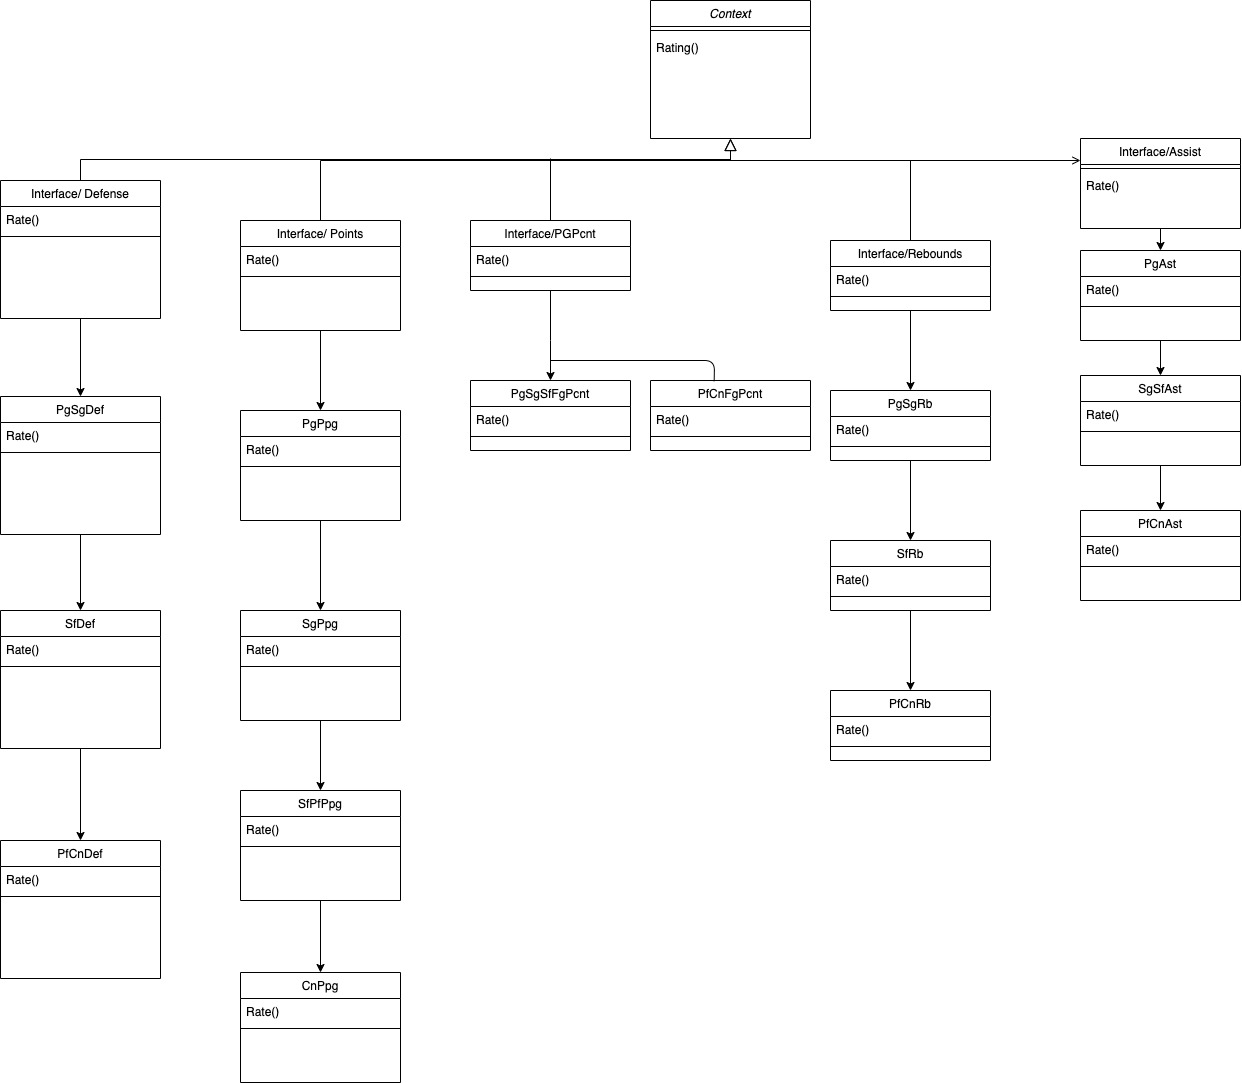 Context
Rating()
Interface/Assist
Rate()
Interface/ Defense
Rate()
Interface/ Points
Rate()
Interface/PGPcnt
Rate()
Interface/Rebounds
Rate()
PgAst
Rate()
PgSgDef
Rate()
PgPpg
Rate()
PgSgSfFgPcnt
Rate()
PfCnFgPcnt
Rate()
PgSgRb
Rate()
SgSfAst
Rate()
SfRb
Rate()
PfCnAst
Rate()
SfDef
Rate()
SgPpg
Rate()
PfCnRb
Rate()
SfPfPpg
Rate()
PfCnDef
Rate()
CnPpg
Rate()